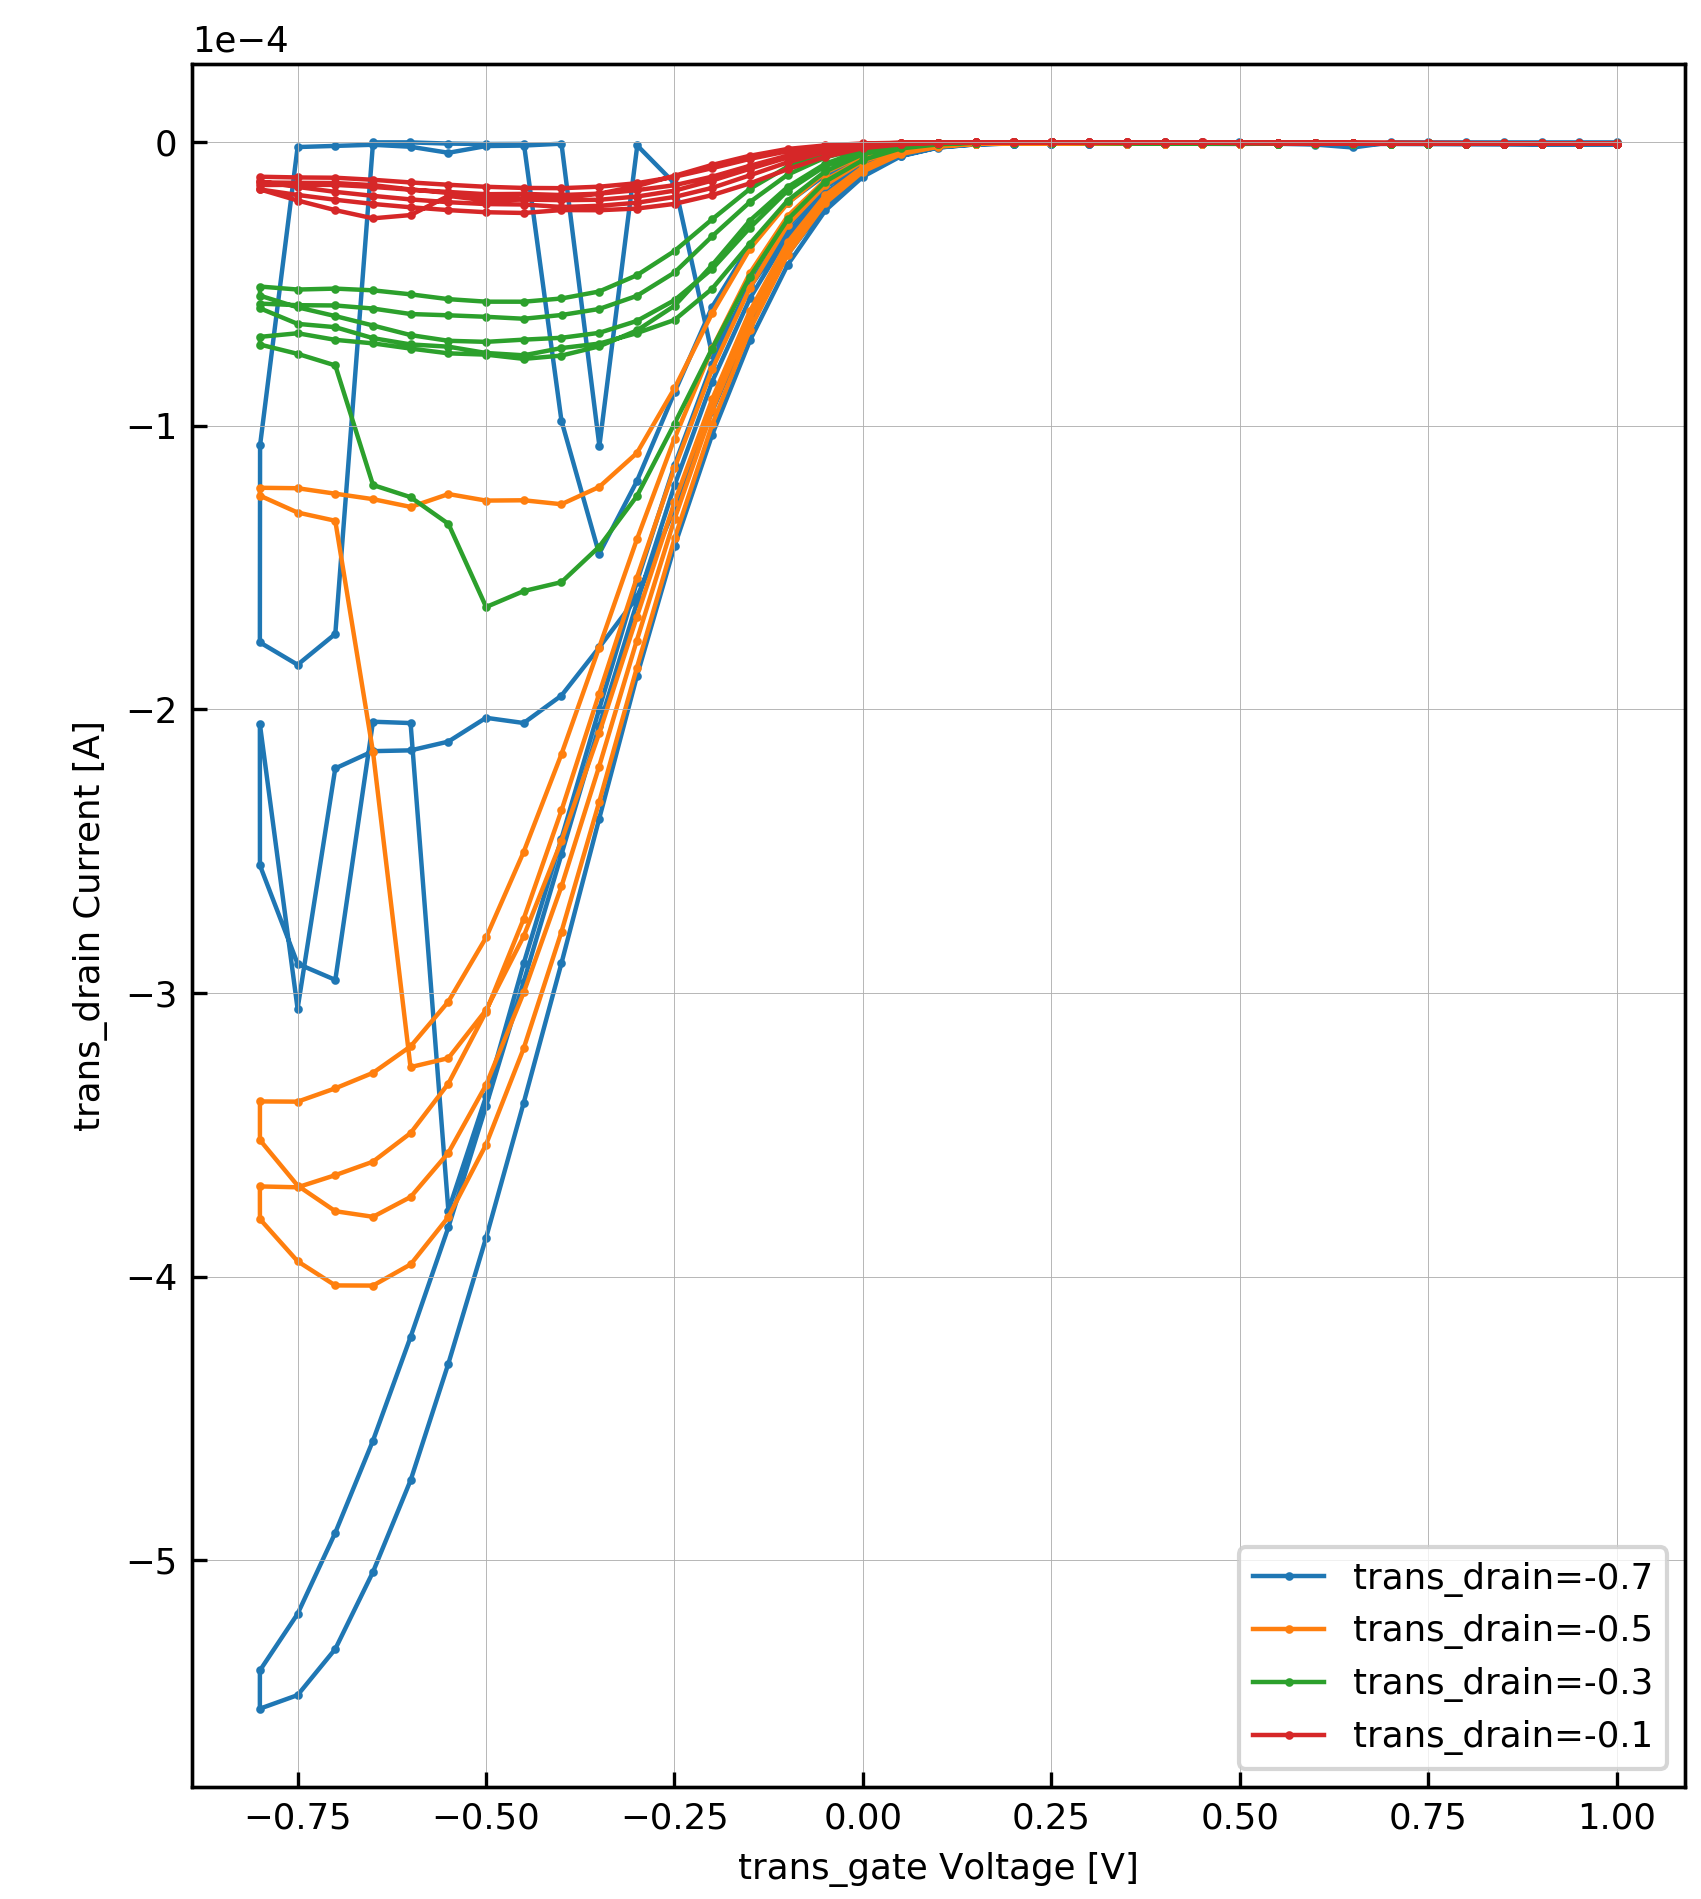 1e−4
0
−1
−2
−3
−4
−5
trans_drain Current [A]
−0.75 −0.50 −0.25 0.00 0.25 0.50 0.75 1.00
trans_gate Voltage [V]
trans_drain=-0.7
trans_drain=-0.5
trans_drain=-0.3
trans_drain=-0.1